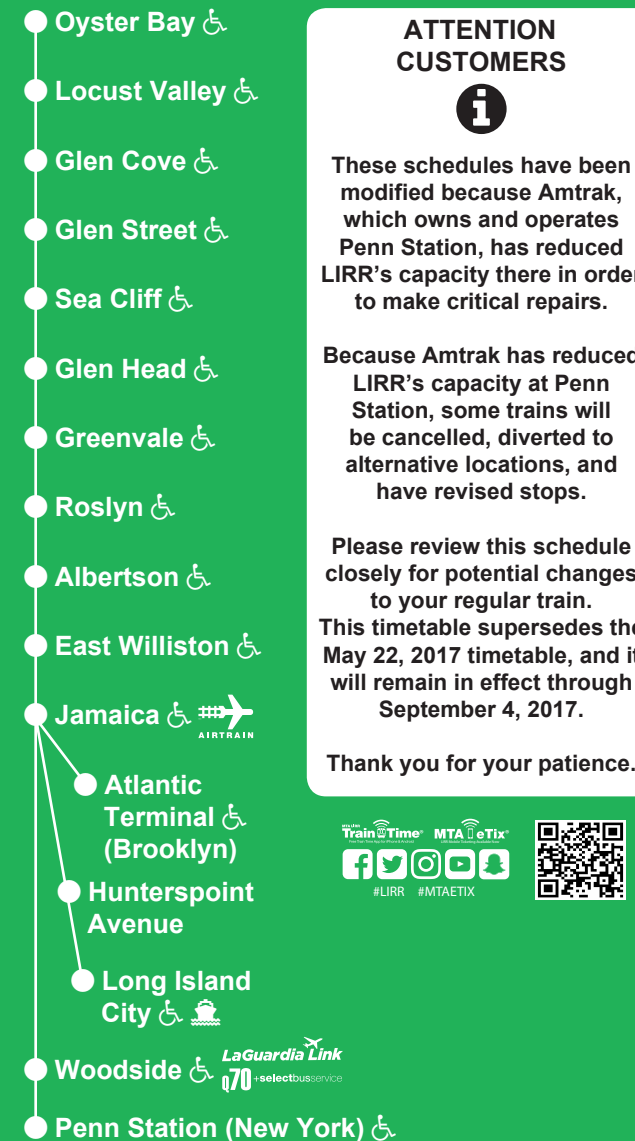 Oyster Bay
Locust Valley
Glen Cove
Glen Street
Sea Cliff
Glen Head
Greenvale
Roslyn
Albertson
East Williston
Jamaica
AIRTRAIN
Atlantic
Terminal
(Brooklyn)
Hunterspoint
Avenue
Long Island
City
Woodside
LaGuardia Link
Q70 +selectbusservice
Penn Station (New York)
ATTENTION
CUSTOMERS
These schedules have been
modified because Amtrak,
which owns and operates
Penn Station, has reduced
LIRR's capacity there in order
to make critical repairs.
Because Amtrak has reduced
LIRR's capacity at Penn
Station, some trains will
be cancelled, diverted to
alternative locations, and
have revised stops.
Please review this schedule
closely for potential changes
to your regular train.
This timetable supersedes the
May 22, 2017 timetable, and it
will remain in effect through
September 4, 2017.
Thank you for your patience.
Train Time® MTA eTix®
#LIRR #MTAETIX